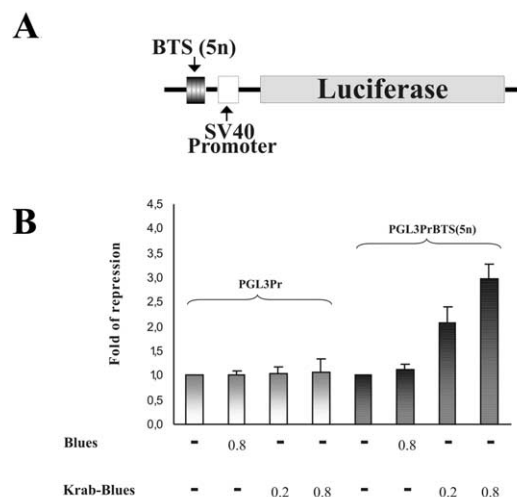 A
BTS (5n)
Luciferase
SV40
Promoter
B
4,5
4,0
3,5
3,0
2,5
2,0
1,5
1,0
0,5
0,0
Fold of repression
PGL3Pr
PGL3PrBTS(5n)
Blues - 0.8 - - - 0.8 - -
Krab-Blues - - 0.2 0.8 - - 0.2 0.8